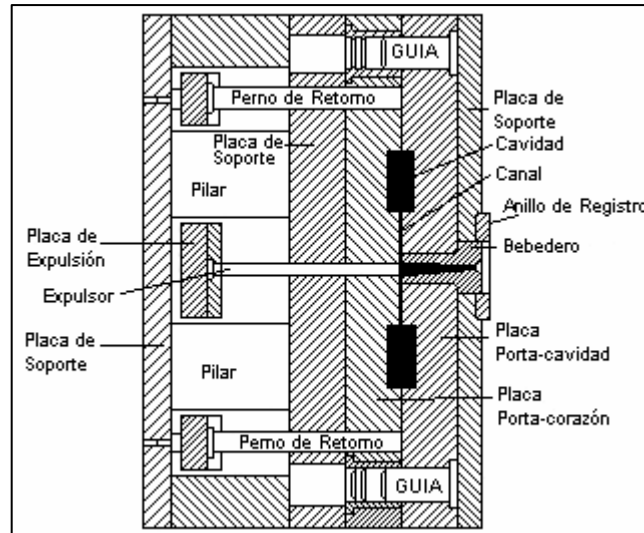 GUIA
Perno de Retorno
Placa de
Soporte
Placa de
Soporte
Cavidad
Canal
Pilar
Anillo de Registro
Placa de
Expulsión
Bebedero
Expulsor
Placa de
Soporte
Placa
Porta-cavidad
Pilar
Placa
Porta-corazón
Perno de Retorno
GUIA